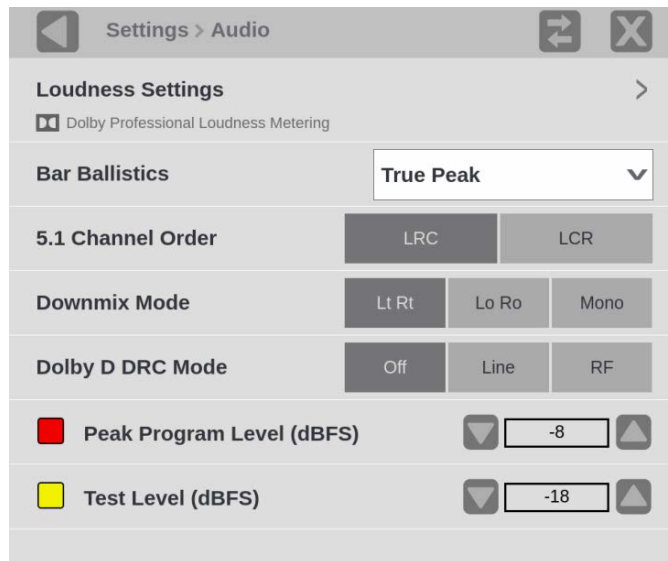 Settings > Audio
Loudness Settings
Dolby Professional Loudness Metering
Bar Ballistics True Peak
5.1 Channel Order LRC LCR
Downmix Mode Lt Rt Lo Ro Mono
Dolby D DRC Mode Off Line RF
Peak Program Level (dBFS) -8
Test Level (dBFS) -18